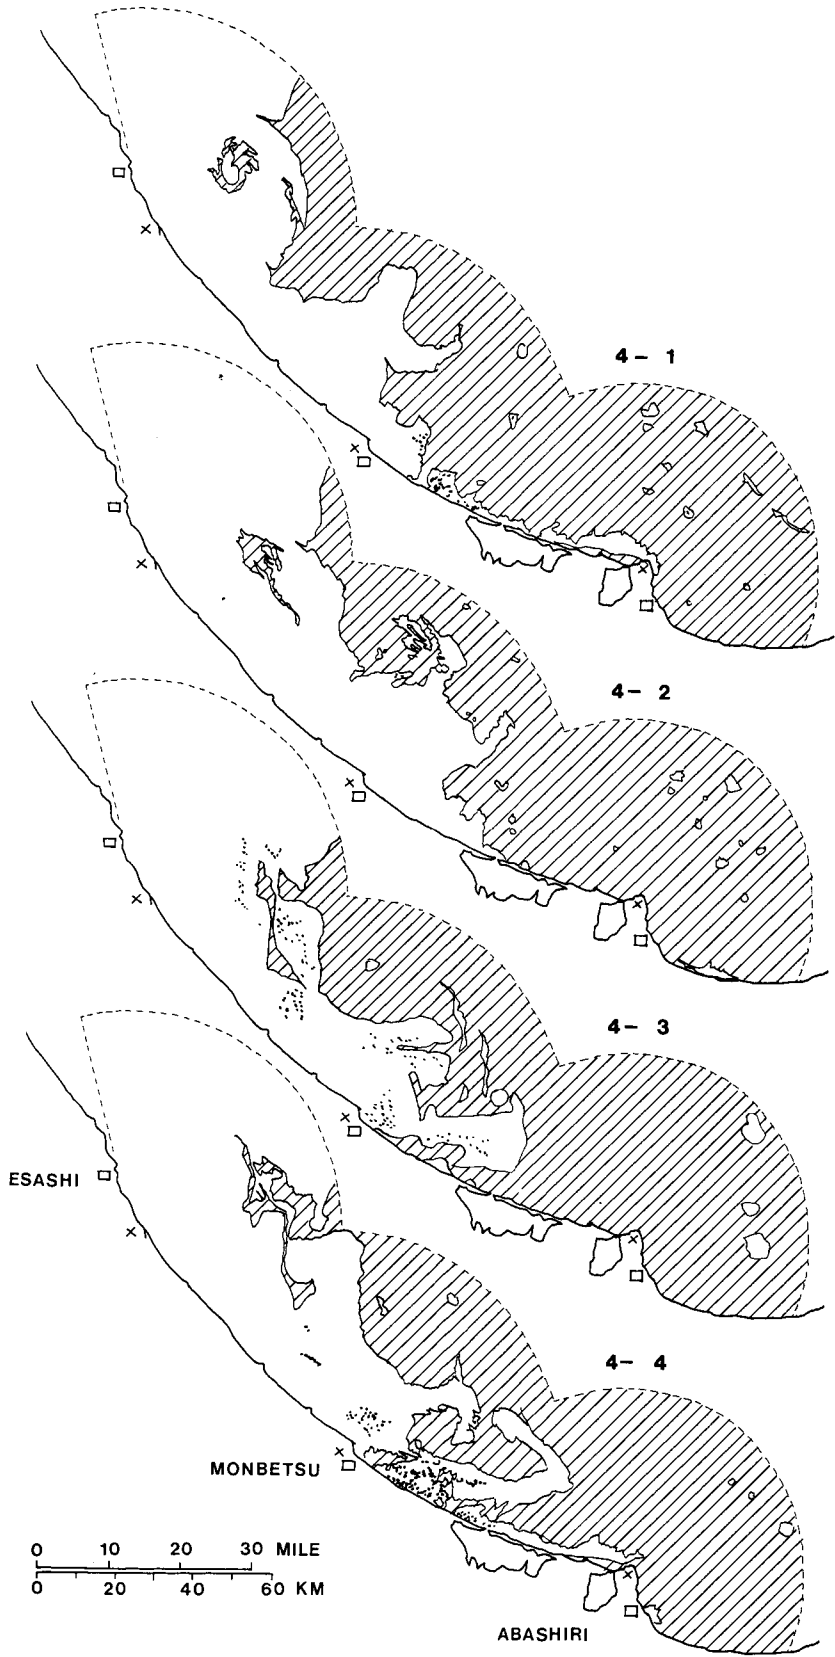 4- 1
4- 2
4- 3
ESASHI
4- 4
MONBETSU
0 10 20 30 MILE
0 20 40 60 KM
ABASHIRI